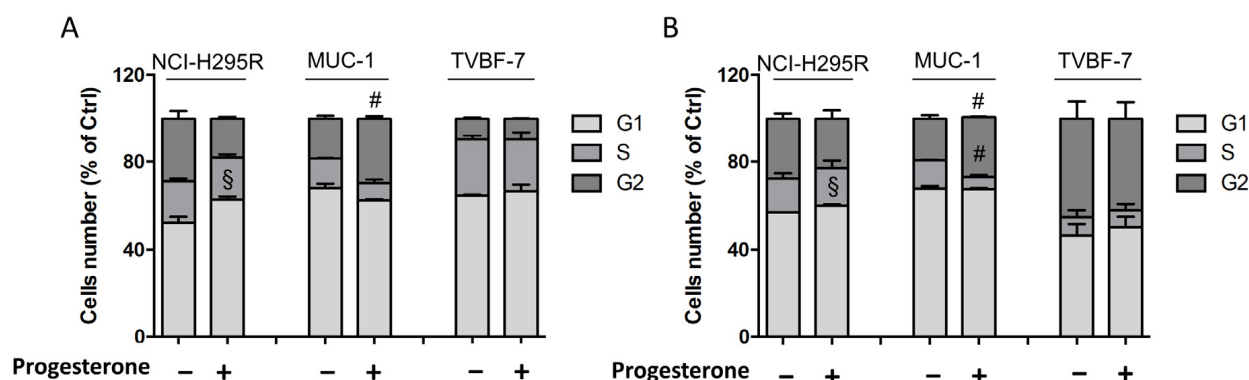 A
NCI-H295R MUC-1 TVBF-7
Cells number (% of Ctrl)
120
80
40
0
#
§
G1
S
G2
Progesterone − + − + − +
B
NCI-H295R MUC-1 TVBF-7
Cells number (% of Ctrl)
120
80
40
0
#
#
§
G1
S
G2
Progesterone − + − + − +